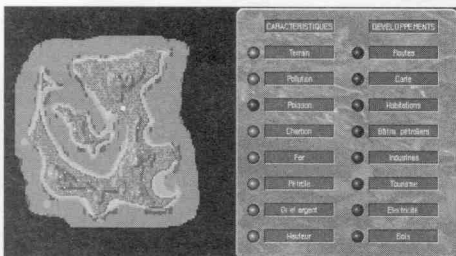 CARACTERISTIQUES DEVELOPPEMENTS
Terrain Routes
Pollution Carte
Poisson Habitations
Charbon Bâtim. pétroliers
Fer Industries
Pétrole Tourisme
Or et argent Electricité
Hauteur Bois